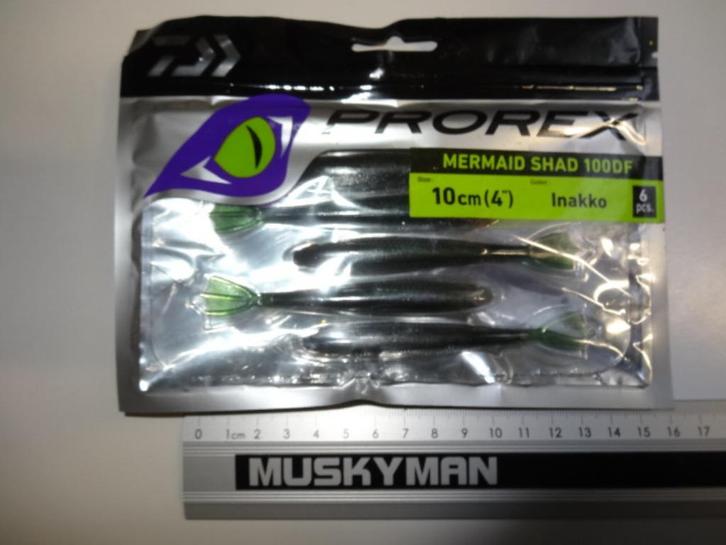 PROREX
MERMAID SHAD 100DF
Size: Color:
10cm(4") Inakko 6 pcs.
0 1cm 2 3 4 5 6 7 8 9 10 11 12 13 14 15 16 17
MUSKYMAN